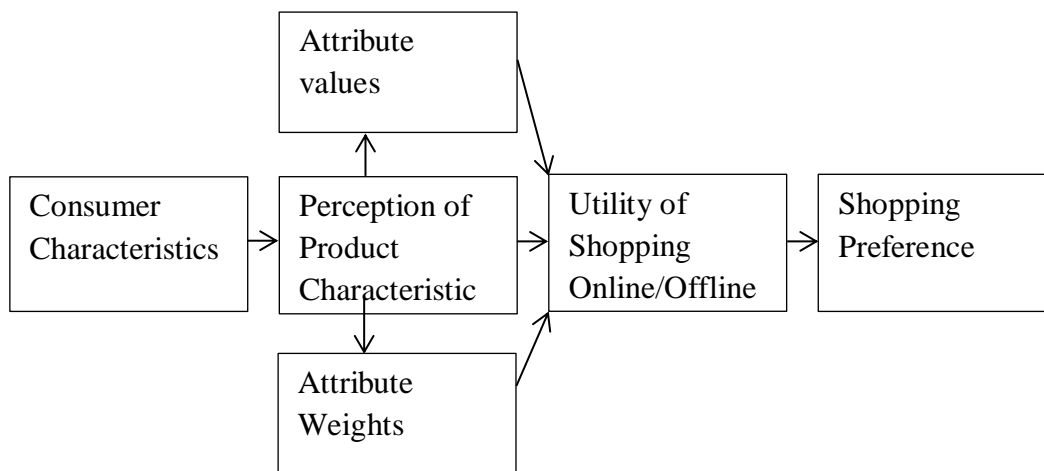 Attribute
values
Consumer
Characteristics
Perception of
Product
Characteristic
Utility of
Shopping
Online/Offline
Shopping
Preference
Attribute
Weights